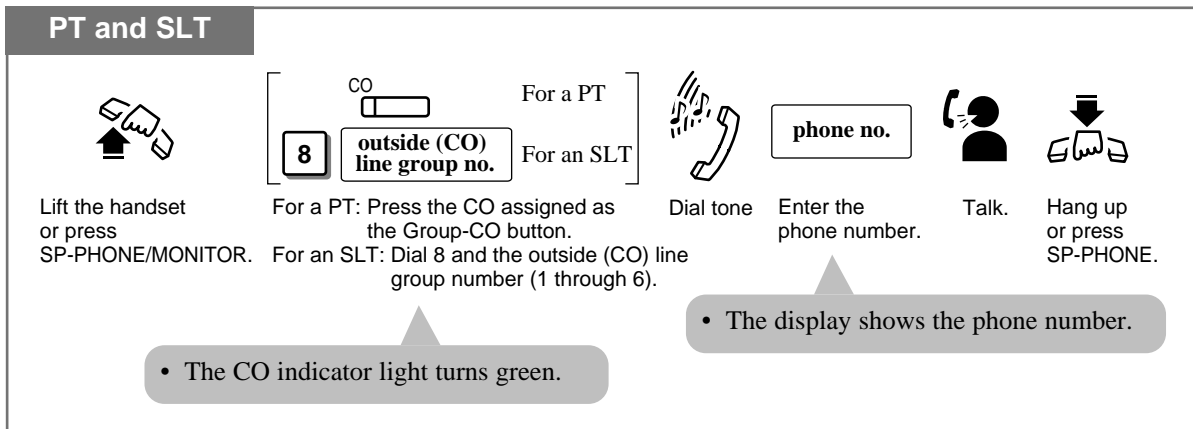 PT and SLT
CO
For a PT
8
outside (CO)
line group no.
For an SLT
phone no.
Lift the handset
or press
SP-PHONE/MONITOR.
For a PT: Press the CO assigned as
the Group-CO button.
For an SLT: Dial 8 and the outside (CO) line
group number (1 through 6).
Dial tone
Enter the
phone number.
Talk.
Hang up
or press
SP-PHONE.
• The display shows the phone number.
• The CO indicator light turns green.